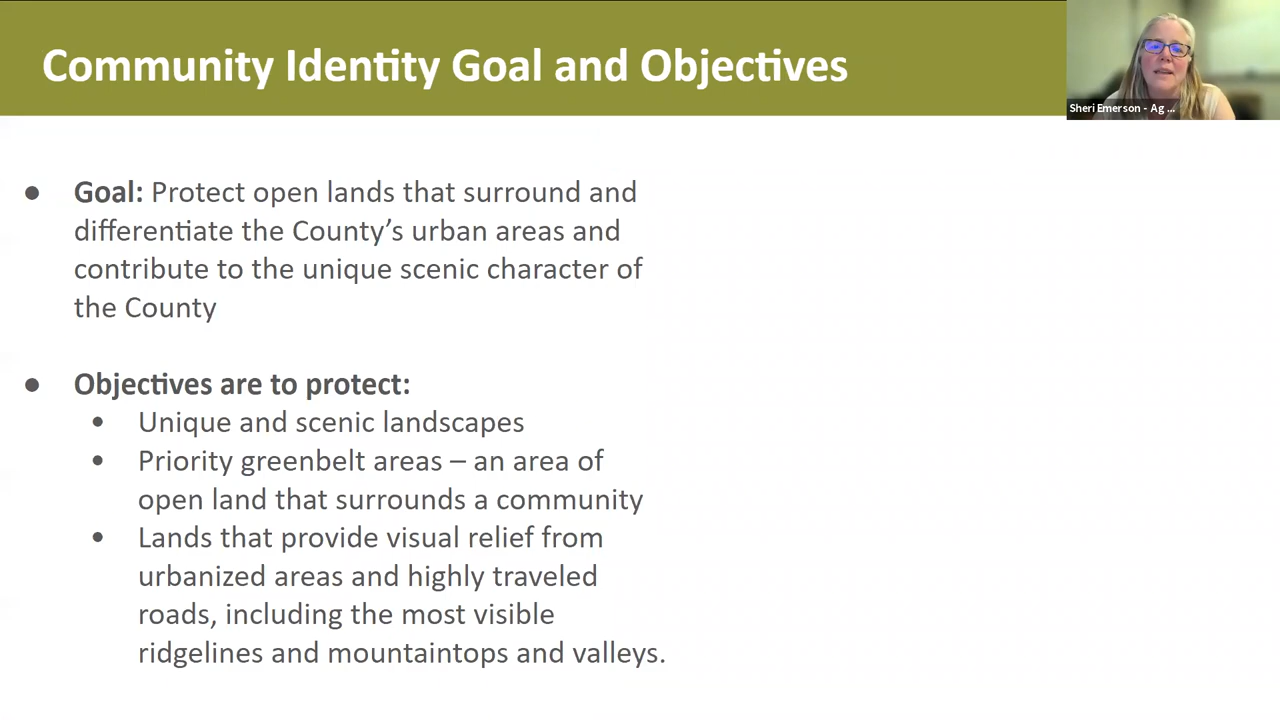 Community Identity Goal and Objectives
Sheri Emerson - Ag ...
● Goal: Protect open lands that surround and
differentiate the County’s urban areas and
contribute to the unique scenic character of
the County
● Objectives are to protect:
• Unique and scenic landscapes
• Priority greenbelt areas – an area of
open land that surrounds a community
• Lands that provide visual relief from
urbanized areas and highly traveled
roads, including the most visible
ridgelines and mountaintops and valleys.